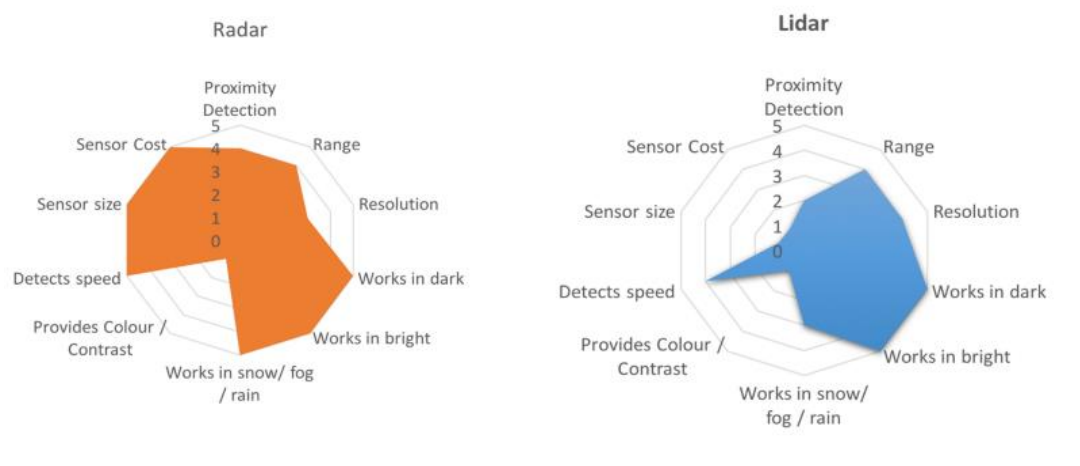 Radar
Proximity
Detection
5
4
3
2
1
0
Range
Resolution
Works in dark
Works in bright
Works in snow/ fog
/ rain
Provides Colour /
Contrast
Detects speed
Sensor size
Sensor Cost
Lidar
Proximity
Detection
5
4
3
2
1
0
Range
Resolution
Works in dark
Works in bright
Works in snow/
fog / rain
Provides Colour /
Contrast
Detects speed
Sensor size
Sensor Cost